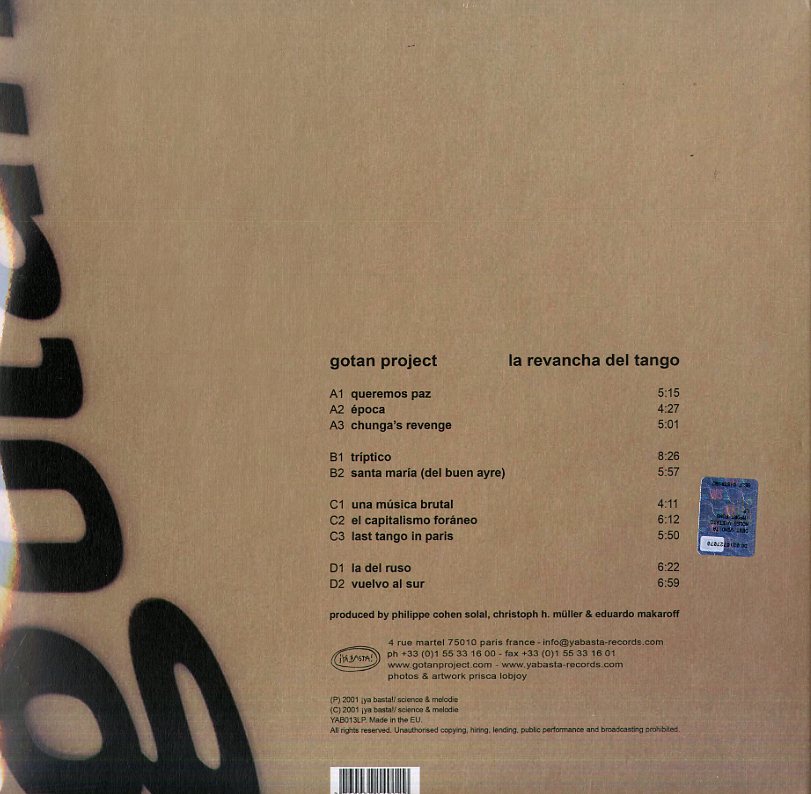 gotan project la revancha del tango
A1 queremos paz 5:15
A2 época 4:27
A3 chunga's revenge 5:01
B1 tríptico 8:26
B2 santa maría (del buen ayre) 5:57
C1 una música brutal 4:11
C2 el capitalismo foráneo 6:12
C3 last tango in paris 5:50
D1 la del ruso 6:22
D2 vuelvo al sur 6:59
produced by philippe cohen solal, christoph h. müller & eduardo makaroff
¡YA BASTA!
4 rue martel 75010 paris france - info@yabasta-records.com
ph +33 (0)1 55 33 16 00 - fax +33 (0)1 55 33 16 01
www.gotanproject.com - www.yabasta-records.com
photos & artwork prisca lobjoy
(P) 2001 ¡ya basta!/ science & melodie
(C) 2001 ¡ya basta!/ science & melodie
YAB013LP. Made in the EU.
All rights reserved. Unauthorised copying, hiring, lending, public performance and broadcasting prohibited.